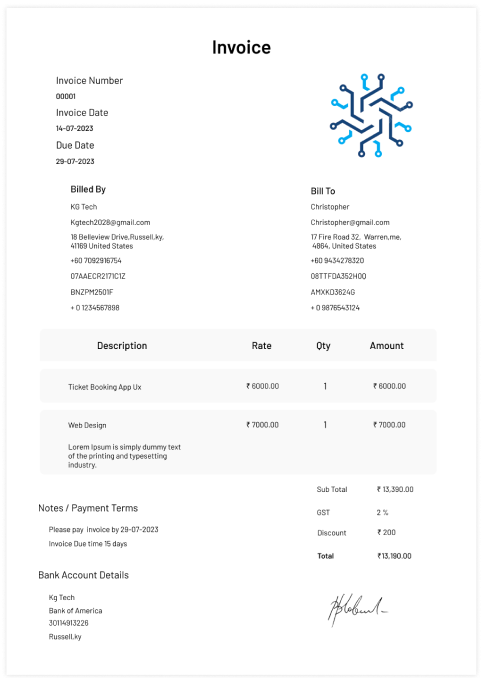 Invoice
Invoice Number
00001
Invoice Date
14-07-2023
Due Date
29-07-2023
Billed By
KG Tech
Kgtech2028@gmail.com
18 Belleview Drive,Russell,ky,
41169 United States
+60 7092916754
07AAECR2171C1Z
BNZPM2501F
+ 0 1234567898
Bill To
Christopher
Christopher@gmail.com
17 Fire Road 32, Warren,me,
4864, United States
+60 9434278320
08TTFDA352H0Q
AMXKD3624G
+ 0 9876543124
Description Rate Qty Amount
Ticket Booking App Ux ₹ 6000.00 1 ₹ 6000.00
Web Design ₹ 7000.00 1 ₹ 7000.00
Lorem Ipsum is simply dummy text
of the printing and typesetting
industry.
Sub Total ₹ 13,390.00
GST 2 %
Discount ₹ 200
Total ₹13,190.00
Notes / Payment Terms
Please pay invoice by 29-07-2023
Invoice Due time 15 days
Bank Account Details
Kg Tech
Bank of America
30114913226
Russell,ky